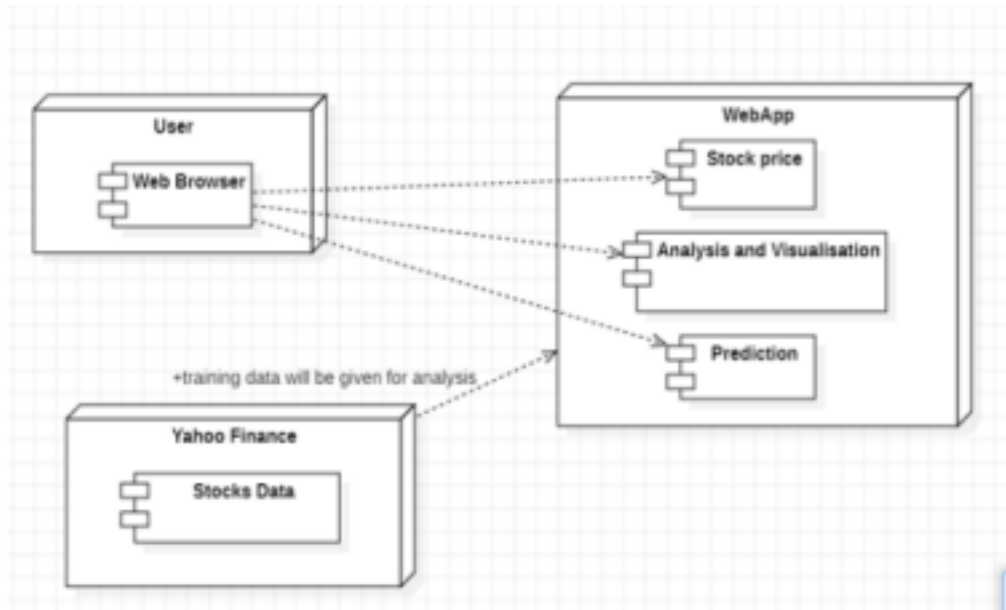 User
Web Browser
WebApp
Stock price
Analysis and Visualisation
Prediction
+training data will be given for analysis
Yahoo Finance
Stocks Data